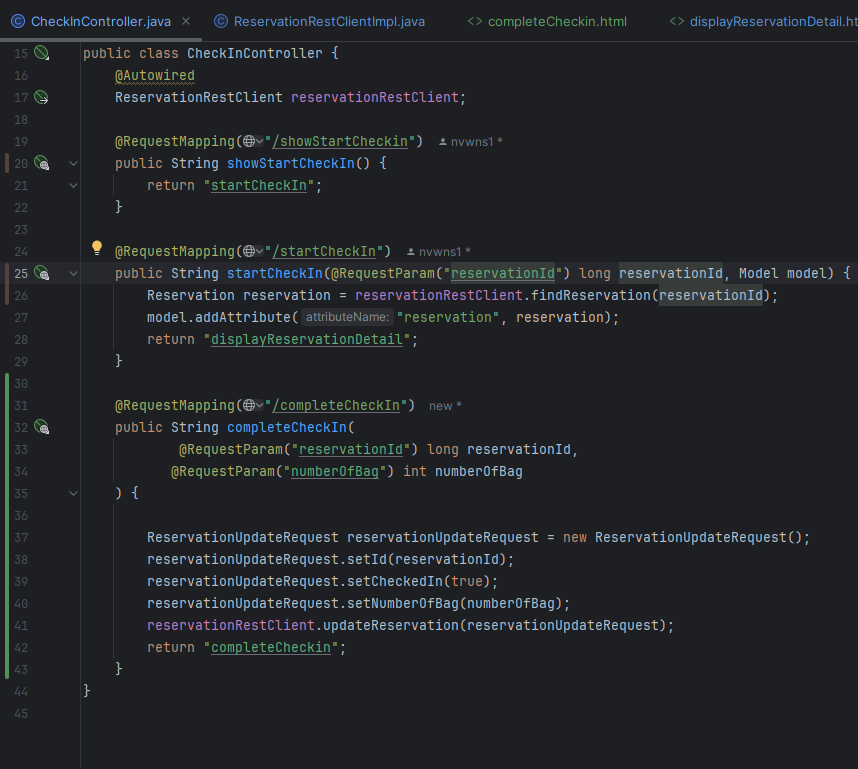 CheckInController.java × ReservationRestClientImpl.java <> completeCheckin.html <> displayReservationDetail.ht
15 public class CheckInController {
16 @Autowired
17 ReservationRestClient reservationRestClient;
18
19 @RequestMapping("/showStartCheckin") nvwns1 *
20 public String showStartCheckIn() {
21 return "startCheckIn";
22 }
23
24 @RequestMapping("/startCheckIn") nvwns1 *
25 public String startCheckIn(@RequestParam("reservationId") long reservationId, Model model) {
26 Reservation reservation = reservationRestClient.findReservation(reservationId);
27 model.addAttribute( attributeName: "reservation", reservation);
28 return "displayReservationDetail";
29 }
30
31 @RequestMapping("/completeCheckIn") new *
32 public String completeCheckIn(
33 @RequestParam("reservationId") long reservationId,
34 @RequestParam("numberOfBag") int numberOfBag
35 ) {
36
37 ReservationUpdateRequest reservationUpdateRequest = new ReservationUpdateRequest();
38 reservationUpdateRequest.setId(reservationId);
39 reservationUpdateRequest.setCheckedIn(true);
40 reservationUpdateRequest.setNumberOfBag(numberOfBag);
41 reservationRestClient.updateReservation(reservationUpdateRequest);
42 return "completeCheckin";
43 }
44 }
45